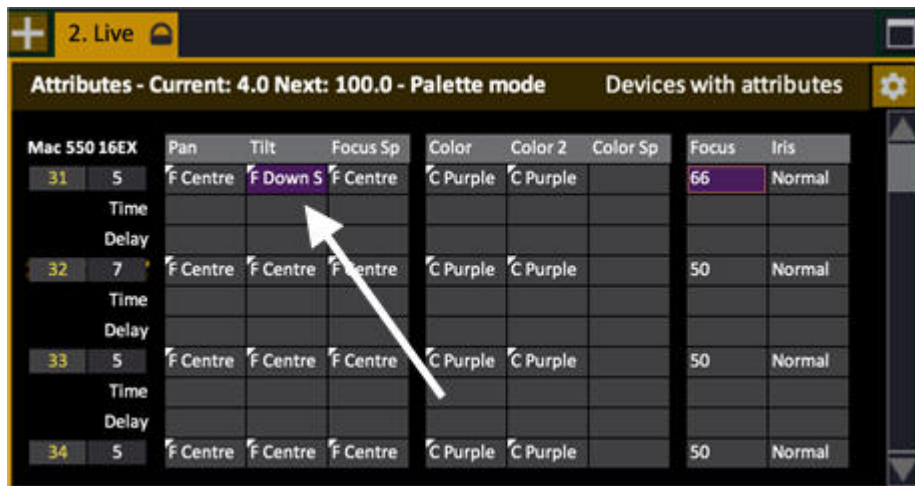 2. Live
Attributes - Current: 4.0 Next: 100.0 - Palette mode Devices with attributes
Mac 550 16EX Pan Tilt Focus Sp Color Color 2 Color Sp Focus Iris
31 5 F Centre F Down S F Centre C Purple C Purple 66 Normal
Time
Delay
32 7 F Centre F Centre F Centre C Purple C Purple 50 Normal
Time
Delay
33 5 F Centre F Centre F Centre C Purple C Purple 50 Normal
Time
Delay
34 5 F Centre F Centre F Centre C Purple C Purple 50 Normal